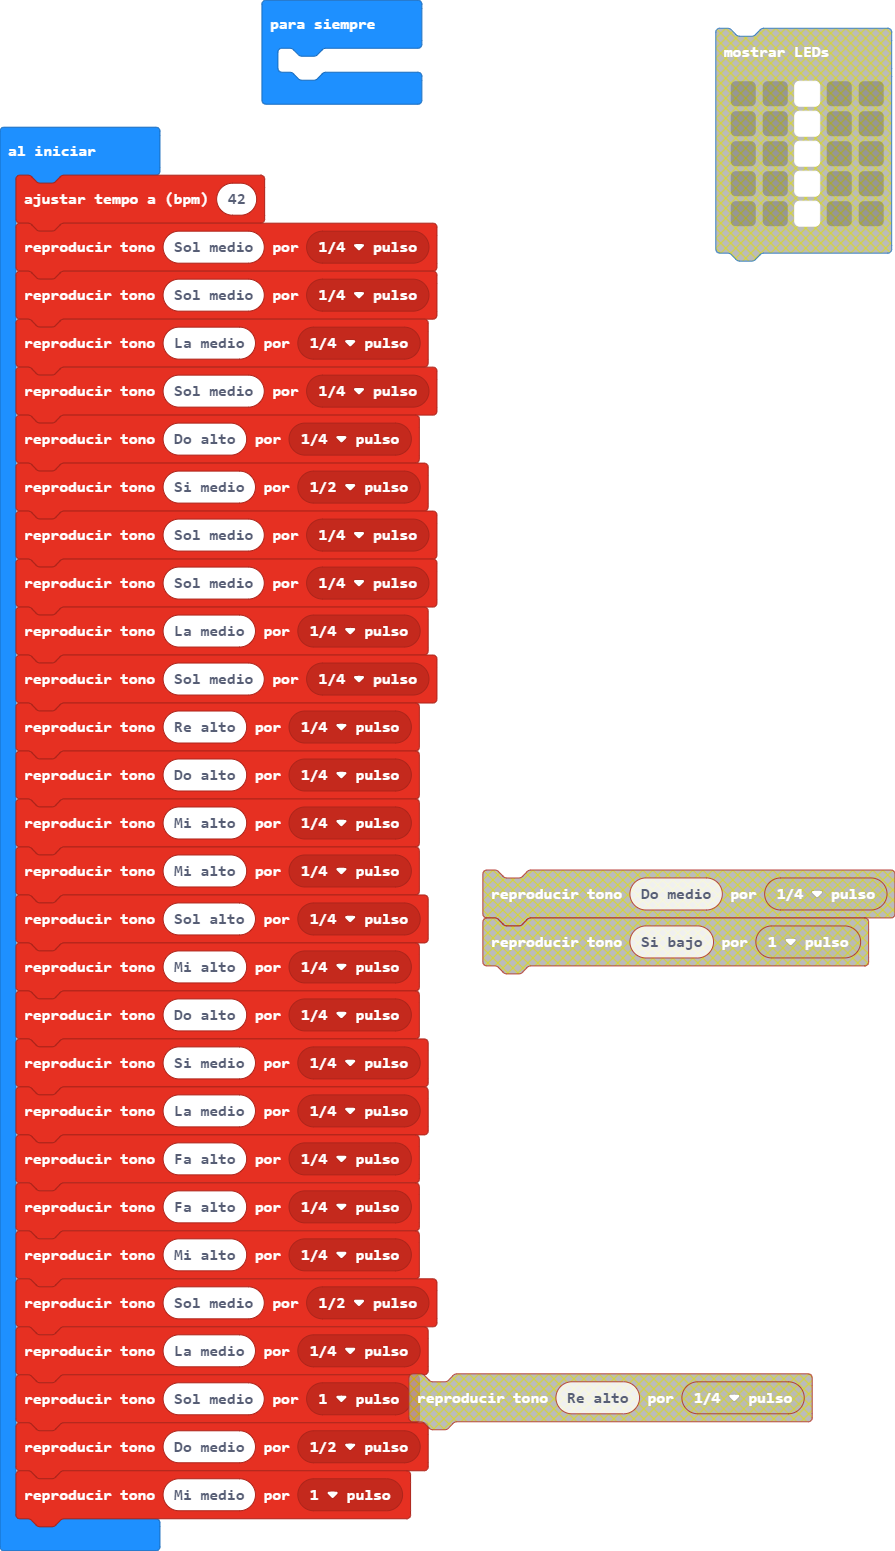 para siempre
mostrar LEDs
al iniciar
ajustar tempo a (bpm) 42
reproducir tono Sol medio por 1/4 pulso
reproducir tono Sol medio por 1/4 pulso
reproducir tono La medio por 1/4 pulso
reproducir tono Sol medio por 1/4 pulso
reproducir tono Do alto por 1/4 pulso
reproducir tono Si medio por 1/2 pulso
reproducir tono Sol medio por 1/4 pulso
reproducir tono Sol medio por 1/4 pulso
reproducir tono La medio por 1/4 pulso
reproducir tono Sol medio por 1/4 pulso
reproducir tono Re alto por 1/4 pulso
reproducir tono Do alto por 1/4 pulso
reproducir tono Mi alto por 1/4 pulso
reproducir tono Mi alto por 1/4 pulso
reproducir tono Sol alto por 1/4 pulso
reproducir tono Mi alto por 1/4 pulso
reproducir tono Do alto por 1/4 pulso
reproducir tono Si medio por 1/4 pulso
reproducir tono La medio por 1/4 pulso
reproducir tono Fa alto por 1/4 pulso
reproducir tono Fa alto por 1/4 pulso
reproducir tono Mi alto por 1/4 pulso
reproducir tono Sol medio por 1/2 pulso
reproducir tono La medio por 1/4 pulso
reproducir tono Sol medio por 1 pulso
reproducir tono Do medio por 1/2 pulso
reproducir tono Mi medio por 1 pulso
reproducir tono Do medio por 1/4 pulso
reproducir tono Si bajo por 1 pulso
reproducir tono Re alto por 1/4 pulso